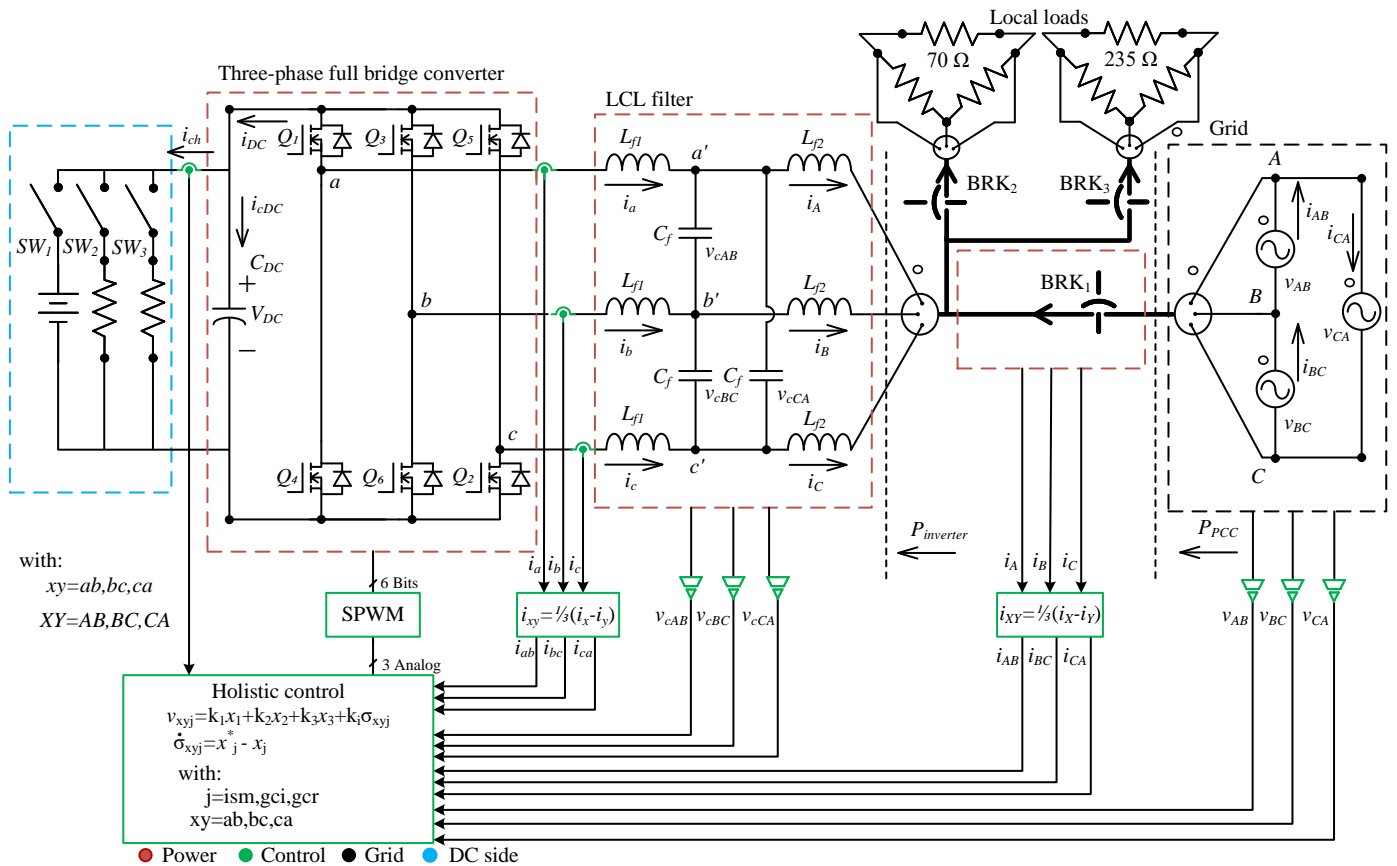 Local loads
70 Ω
235 Ω
Three-phase full bridge converter
LCL filter
Grid
i_ch
i_DC
Q1
Q3
Q5
L_f1
a'
L_f2
BRK2
BRK3
A
a
i_a
i_A
i_AB
i_CA
i_cDC
SW1
SW2
SW3
C_f
v_cAB
C_DC
+
V_DC
−
b
L_f1
b'
L_f2
BRK1
B
v_AB
v_CA
i_b
i_B
i_BC
C_f
v_cBC
C_f
v_cCA
v_BC
L_f1
L_f2
c
c'
i_c
i_C
C
Q4
Q6
Q2
P_inverter
P_PCC
with:
xy=ab,bc,ca
XY=AB,BC,CA
6 Bits
SPWM
3 Analog
i_a i_b i_c
i_xy=⅓(i_x-i_y)
i_ab i_bc i_ca
v_cAB v_cBC v_cCA
i_A i_B i_C
i_XY=⅓(i_X-i_Y)
i_AB i_BC i_CA
v_AB v_BC v_CA
Holistic control
v_xyj=k_1x_1+k_2x_2+k_3x_3+k_iσ_xyj
σ̇_xyj=x*_j - x_j
with:
j=ism,gci,gcr
xy=ab,bc,ca
Power Control Grid DC side